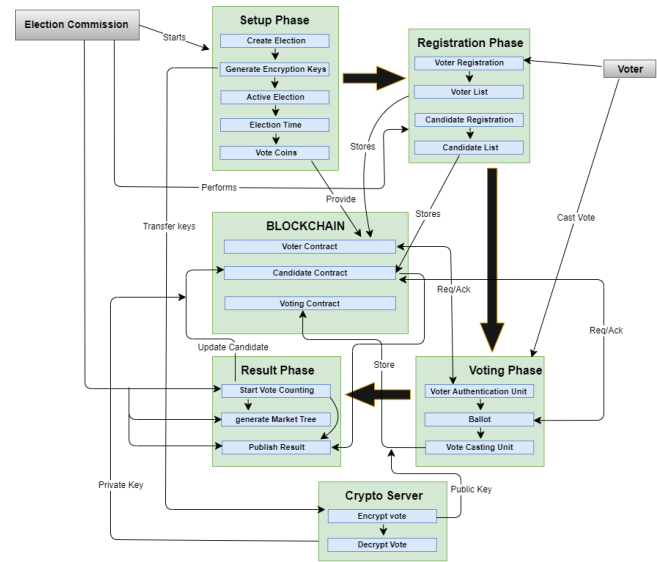 Election Commission
Setup Phase
Create Election
Generate Encryption Keys
Active Election
Election Time
Vote Coins
Starts
Registration Phase
Voter Registration
Voter List
Candidate Registration
Candidate List
Voter
Performs
Provide
Stores
Stores
Transfer keys
Cast Vote
BLOCKCHAIN
Voter Contract
Candidate Contract
Voting Contract
Req/Ack
Req/Ack
Update Candidate
Store
Result Phase
Start Vote Counting
generate Market Tree
Publish Result
Voting Phase
Voter Authentication Unit
Ballot
Vote Casting Unit
Private Key
Public Key
Crypto Server
Encrypt vote
Decrypt Vote